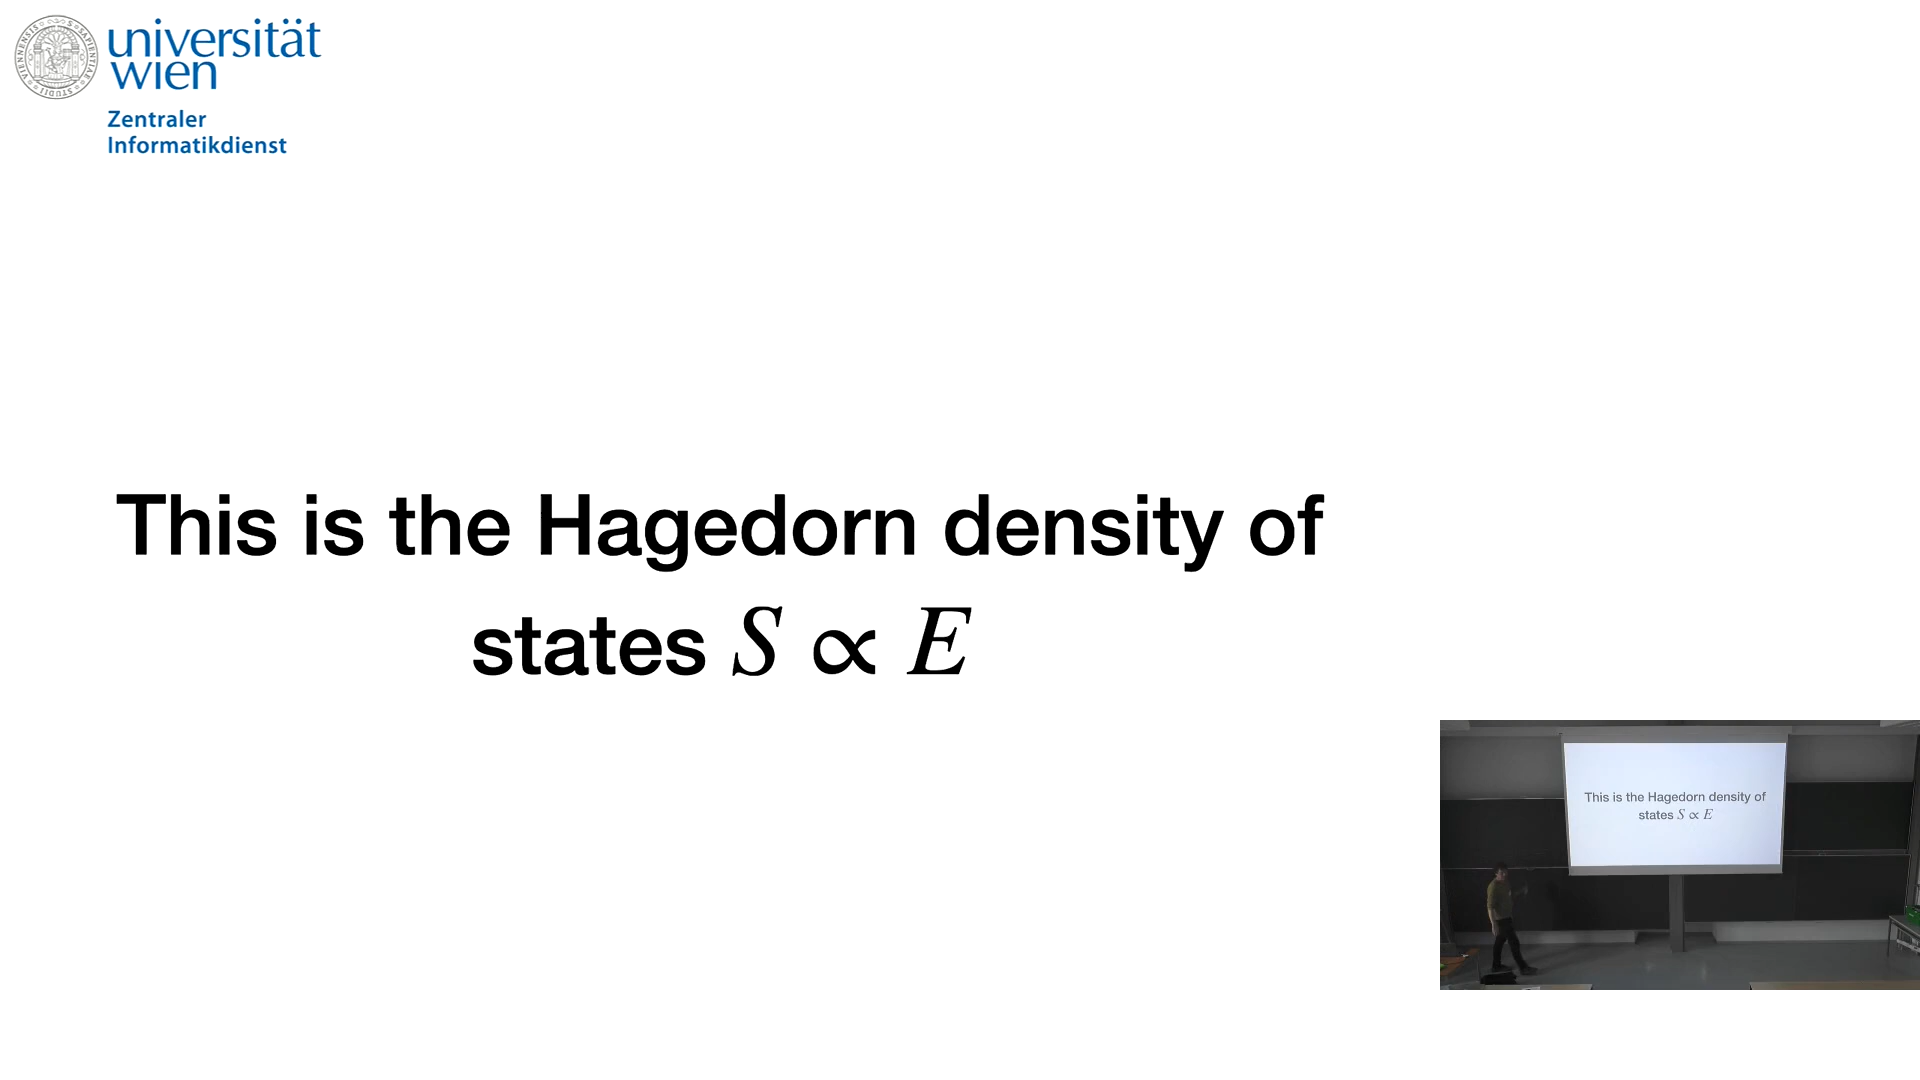 universität
wien
Zentraler
Informatikdienst
This is the Hagedorn density of
states S ∝ E
This is the Hagedorn density of
states S ∝ E